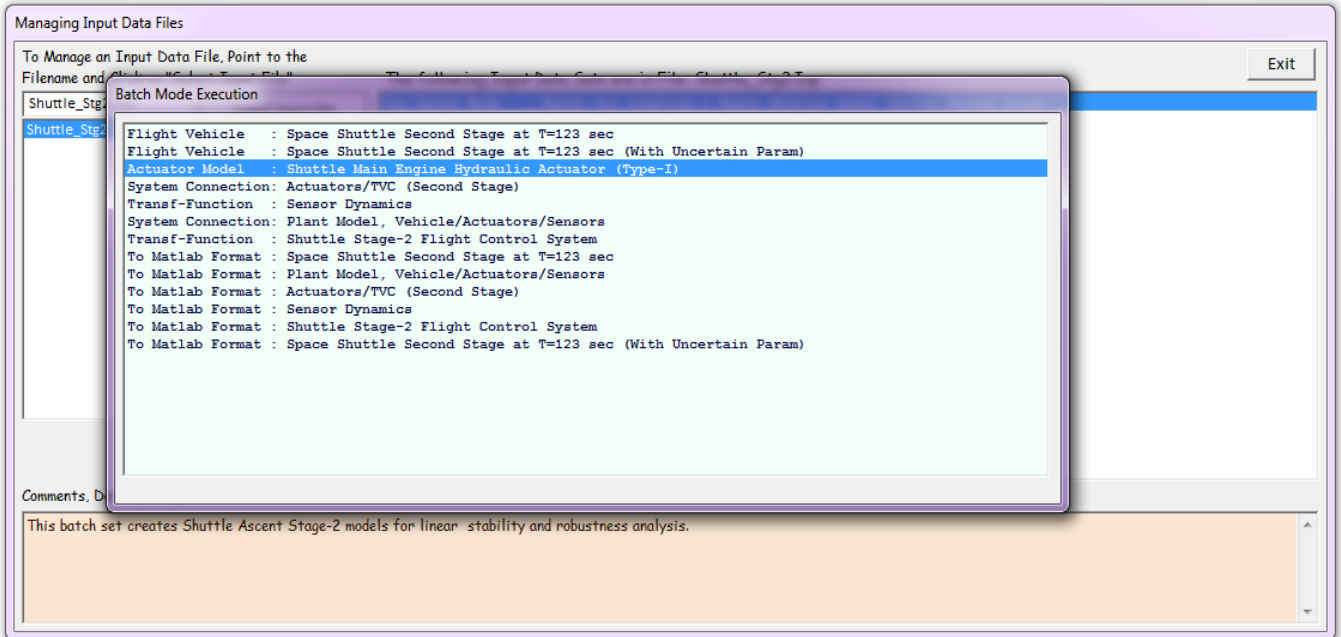 Managing Input Data Files
To Manage an Input Data File, Point to the
Filename and
Exit
Shuttle_Stg2
Shuttle_Stg2
Batch Mode Execution
Flight Vehicle : Space Shuttle Second Stage at T=123 sec
Flight Vehicle : Space Shuttle Second Stage at T=123 sec (With Uncertain Param)
Actuator Model : Shuttle Main Engine Hydraulic Actuator (Type-I)
System Connection: Actuators/TVC (Second Stage)
Transf-Function : Sensor Dynamics
System Connection: Plant Model, Vehicle/Actuators/Sensors
Transf-Function : Shuttle Stage-2 Flight Control System
To Matlab Format : Space Shuttle Second Stage at T=123 sec
To Matlab Format : Plant Model, Vehicle/Actuators/Sensors
To Matlab Format : Actuators/TVC (Second Stage)
To Matlab Format : Sensor Dynamics
To Matlab Format : Shuttle Stage-2 Flight Control System
To Matlab Format : Space Shuttle Second Stage at T=123 sec (With Uncertain Param)
Comments, D
This batch set creates Shuttle Ascent Stage-2 models for linear stability and robustness analysis.